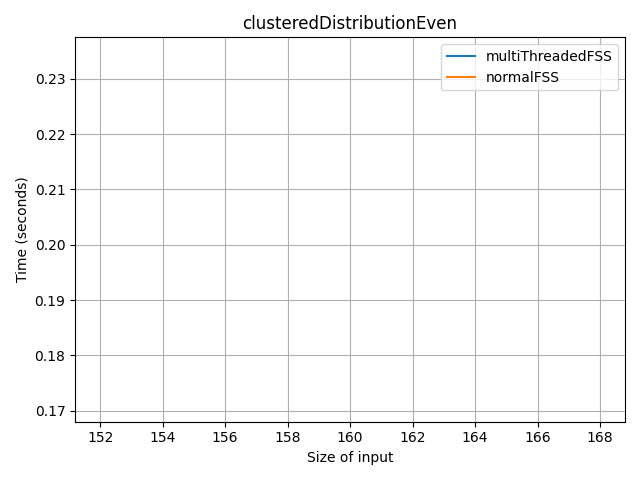 clusteredDistributionEven
multiThreadedFSS
normalFSS
0.23
0.22
0.21
0.20
0.19
0.18
0.17
Time (seconds)
152 154 156 158 160 162 164 166 168
Size of input